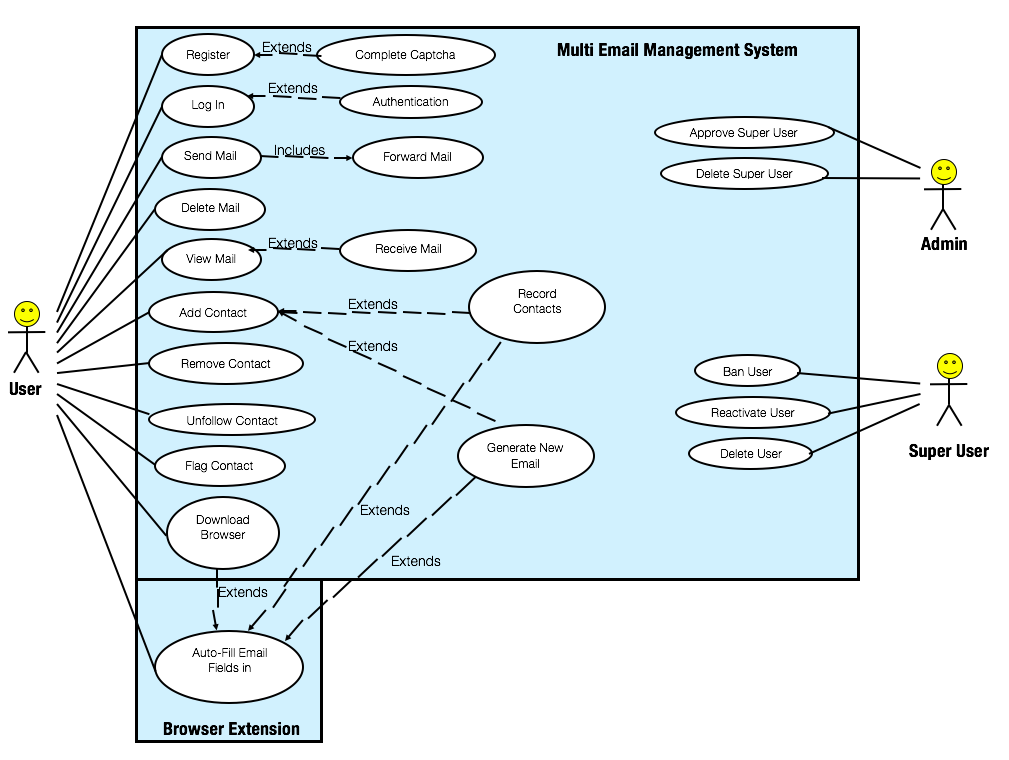 Multi Email Management System
Register
Extends
Complete Captcha
Log In
Extends
Authentication
Send Mail
Includes
Forward Mail
Delete Mail
View Mail
Extends
Receive Mail
Add Contact
Extends
Record
Contacts
Extends
Remove Contact
Unfollow Contact
Flag Contact
Generate New
Email
Download
Browser
Extends
Extends
Extends
Auto-Fill Email
Fields in
Browser Extension
User
Approve Super User
Delete Super User
Admin
Ban User
Reactivate User
Delete User
Super User